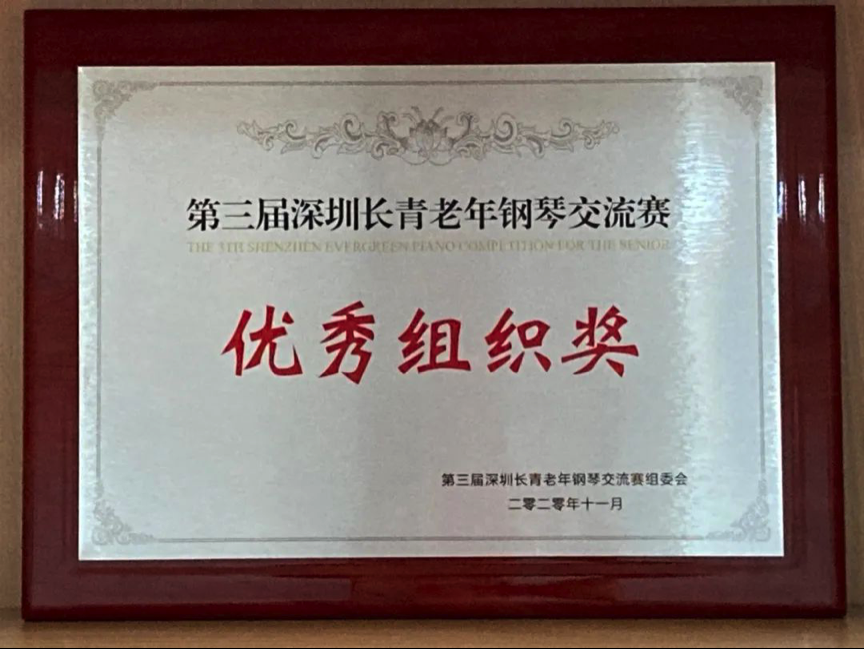 第三届深圳长青老年钢琴交流赛
THE 3TH SHENZHEN EVERGREEN PIANO COMPETITION FOR THE SENIOR
优秀组织奖
第三届深圳长青老年钢琴交流赛组委会
二零二零年十一月